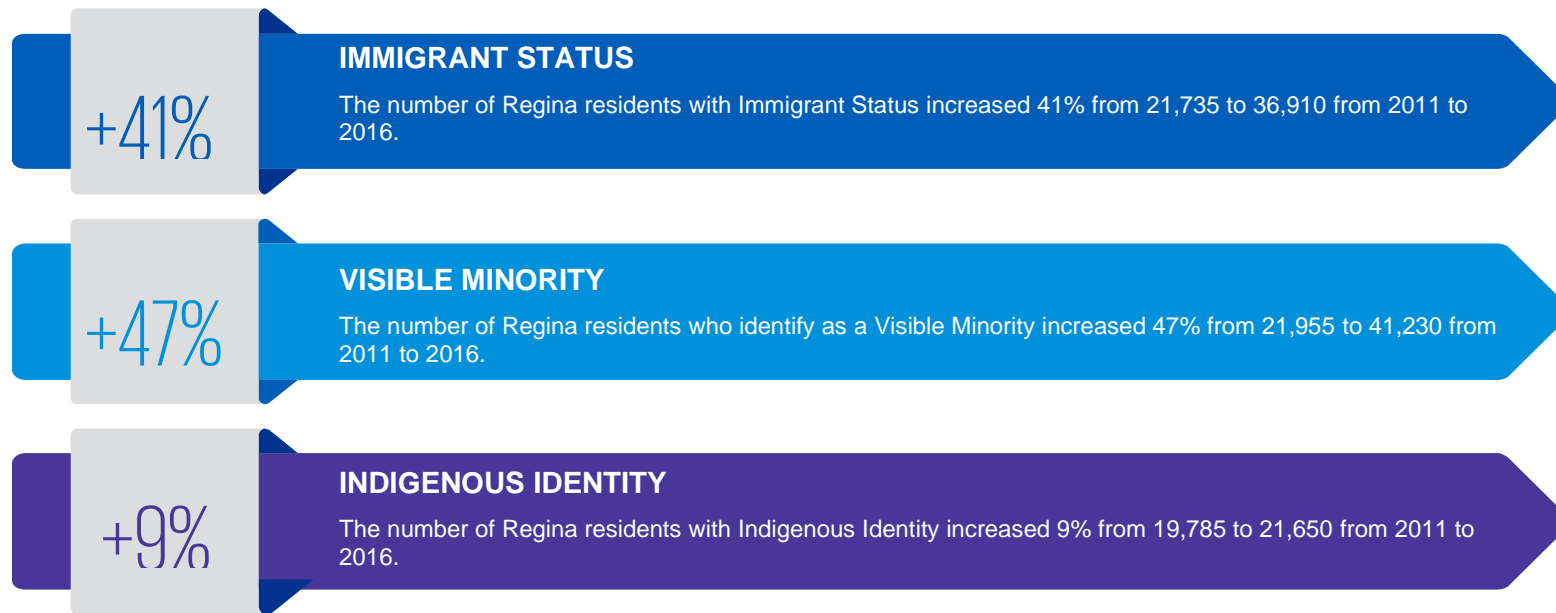 IMMIGRANT STATUS
+41%
The number of Regina residents with Immigrant Status increased 41% from 21,735 to 36,910 from 2011 to
2016.
VISIBLE MINORITY
+47%
The number of Regina residents who identify as a Visible Minority increased 47% from 21,955 to 41,230 from
2011 to 2016.
INDIGENOUS IDENTITY
+9%
The number of Regina residents with Indigenous Identity increased 9% from 19,785 to 21,650 from 2011 to
2016.